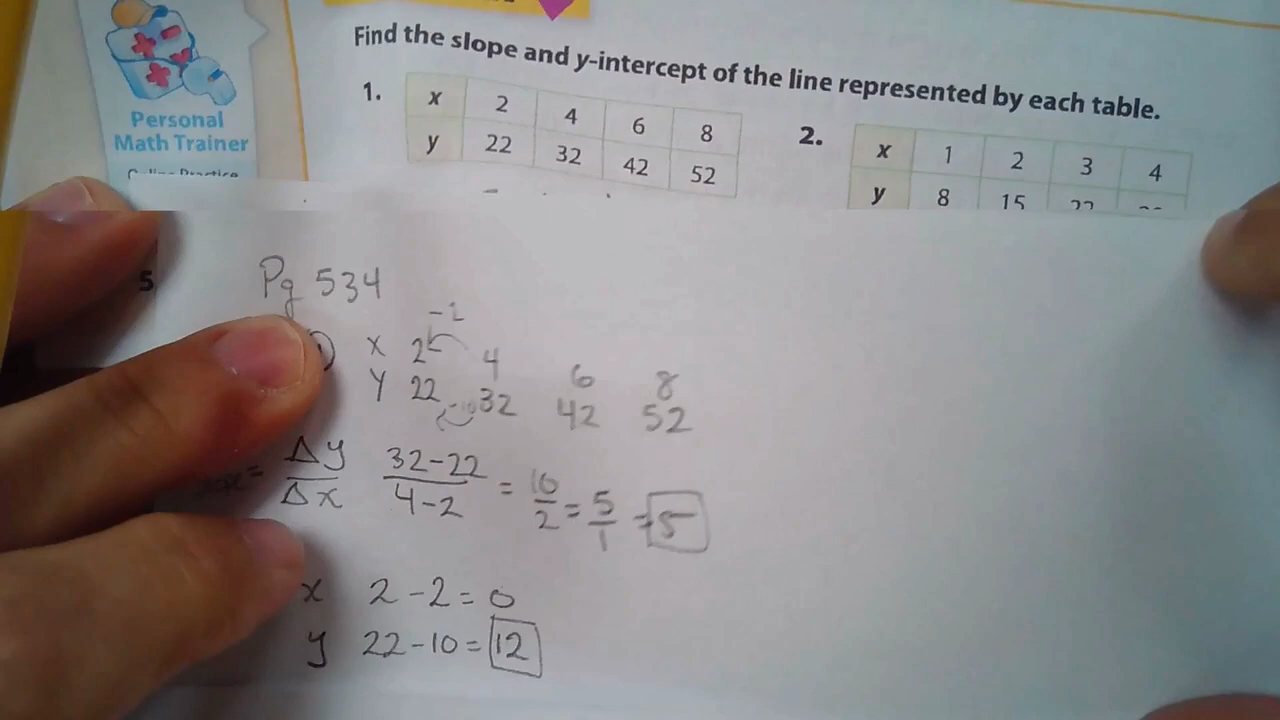 Personal
Math Trainer
Find the slope and y-intercept of the line represented by each table.
1.
x 2 4 6 8
y 22 32 42 52
2.
x 1 2 3 4
y 8 15
5
Pg 534
X 2 4 6 8
Y 22 32 42 52
-2
-10
= Δy/Δx 32-22/4-2 = 10/2 = 5/1 = 5
x 2-2=0
y 22-10=12